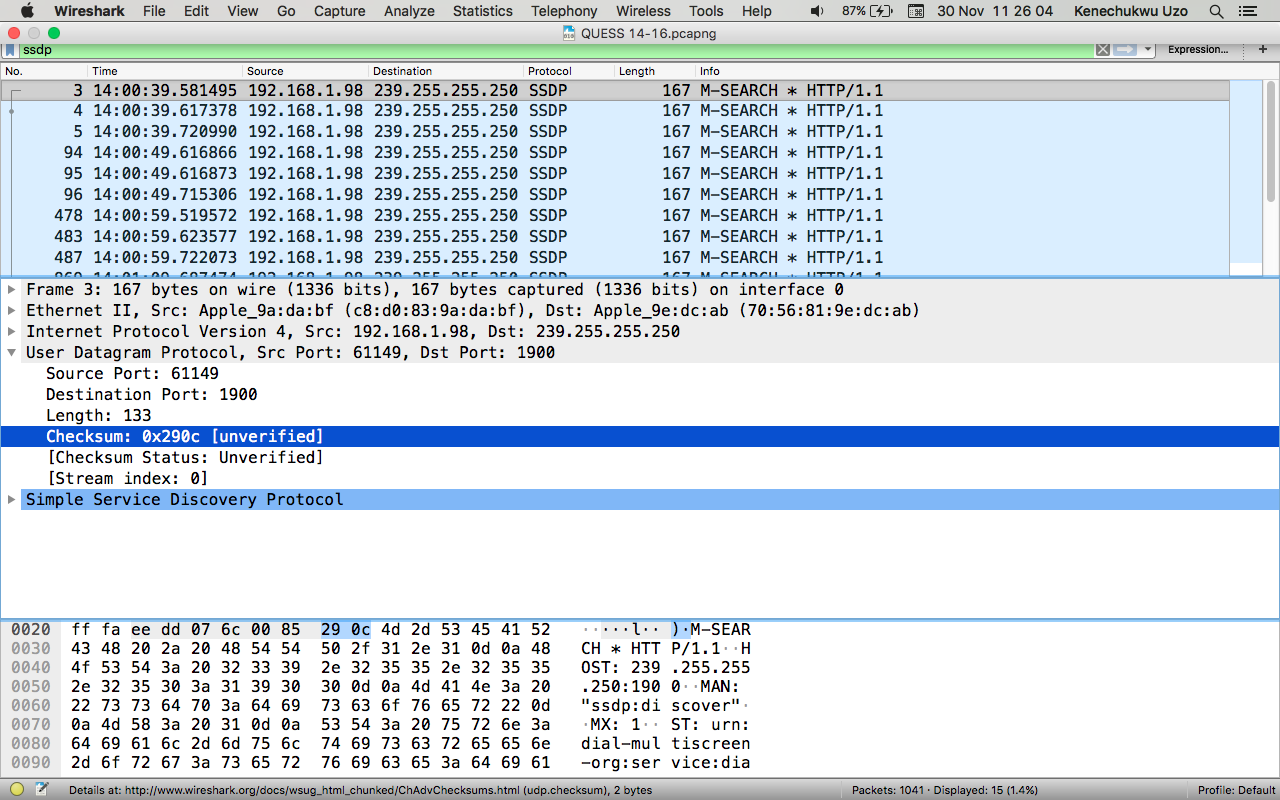 Wireshark File Edit View Go Capture Analyze Statistics Telephony Wireless Tools Help 87% 30 Nov 11 26 04 Kenechukwu Uzo
QUESS 14-16.pcapng
ssdp Expression... +
No. Time Source Destination Protocol Length Info
3 14:00:39.581495 192.168.1.98 239.255.255.250 SSDP 167 M-SEARCH * HTTP/1.1
4 14:00:39.617378 192.168.1.98 239.255.255.250 SSDP 167 M-SEARCH * HTTP/1.1
5 14:00:39.720990 192.168.1.98 239.255.255.250 SSDP 167 M-SEARCH * HTTP/1.1
94 14:00:49.616866 192.168.1.98 239.255.255.250 SSDP 167 M-SEARCH * HTTP/1.1
95 14:00:49.616873 192.168.1.98 239.255.255.250 SSDP 167 M-SEARCH * HTTP/1.1
96 14:00:49.715306 192.168.1.98 239.255.255.250 SSDP 167 M-SEARCH * HTTP/1.1
478 14:00:59.519572 192.168.1.98 239.255.255.250 SSDP 167 M-SEARCH * HTTP/1.1
483 14:00:59.623577 192.168.1.98 239.255.255.250 SSDP 167 M-SEARCH * HTTP/1.1
487 14:00:59.722073 192.168.1.98 239.255.255.250 SSDP 167 M-SEARCH * HTTP/1.1
192.168.1.98 239.255.255.250 SSDP 167 M-SEARCH * HTTP/1.1
Frame 3: 167 bytes on wire (1336 bits), 167 bytes captured (1336 bits) on interface 0
Ethernet II, Src: Apple_9a:da:bf (c8:d0:83:9a:da:bf), Dst: Apple_9e:dc:ab (70:56:81:9e:dc:ab)
Internet Protocol Version 4, Src: 192.168.1.98, Dst: 239.255.255.250
User Datagram Protocol, Src Port: 61149, Dst Port: 1900
Source Port: 61149
Destination Port: 1900
Length: 133
Checksum: 0x290c [unverified]
[Checksum Status: Unverified]
[Stream index: 0]
Simple Service Discovery Protocol
0020 ff fa ee dd 07 6c 00 85 29 0c 4d 2d 53 45 41 52 ·····l·· )·M-SEAR
0030 43 48 20 2a 20 48 54 54 50 2f 31 2e 31 0d 0a 48 CH * HTT P/1.1··H
0040 4f 53 54 3a 20 32 33 39 2e 32 35 35 2e 32 35 35 OST: 239 .255.255
0050 2e 32 35 30 3a 31 39 30 30 0d 0a 4d 41 4e 3a 20 .250:190 0··MAN:
0060 22 73 73 64 70 3a 64 69 73 63 6f 76 65 72 22 0d "ssdp:di scover"·
0070 0a 4d 58 3a 20 31 0d 0a 53 54 3a 20 75 72 6e 3a ·MX: 1·· ST: urn:
0080 64 69 61 6c 2d 6d 75 6c 74 69 73 63 72 65 65 6e dial-mul tiscreen
0090 2d 6f 72 67 3a 73 65 72 76 69 63 65 3a 64 69 61 -org:ser vice:dia
Details at: http://www.wireshark.org/docs/wsug_html_chunked/ChAdvChecksums.html (udp.checksum), 2 bytes Packets: 1041 · Displayed: 15 (1.4%) Profile: Default